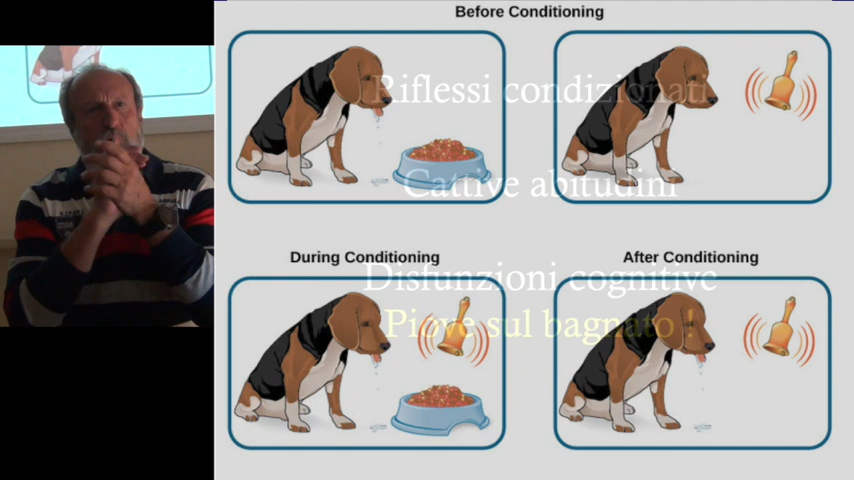 Before Conditioning
Riflessi condizionati
Cattive abitudini
During Conditioning
After Conditioning
Disfunzioni cognitive
Piove sul bagnato !